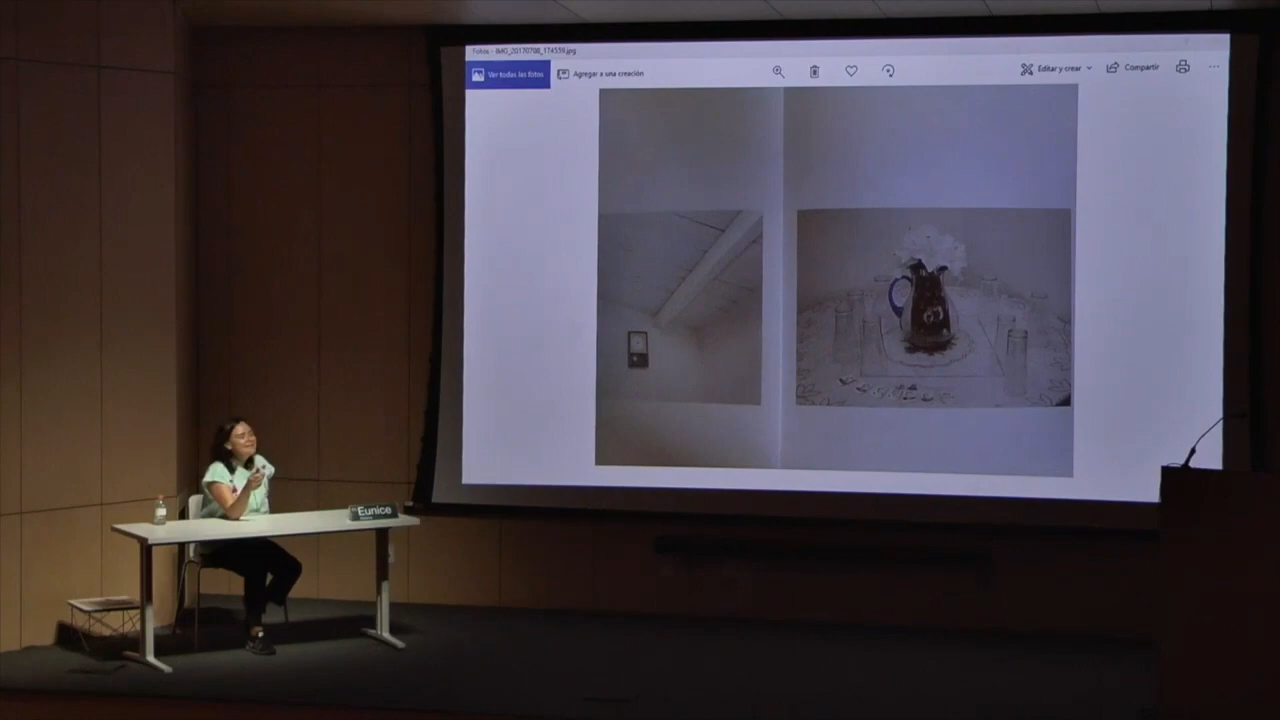 Fotos - IMG_20170708_174559.jpg
Ver todas las fotos
Agregar a una creación
Editar y crear
Compartir
Eunice